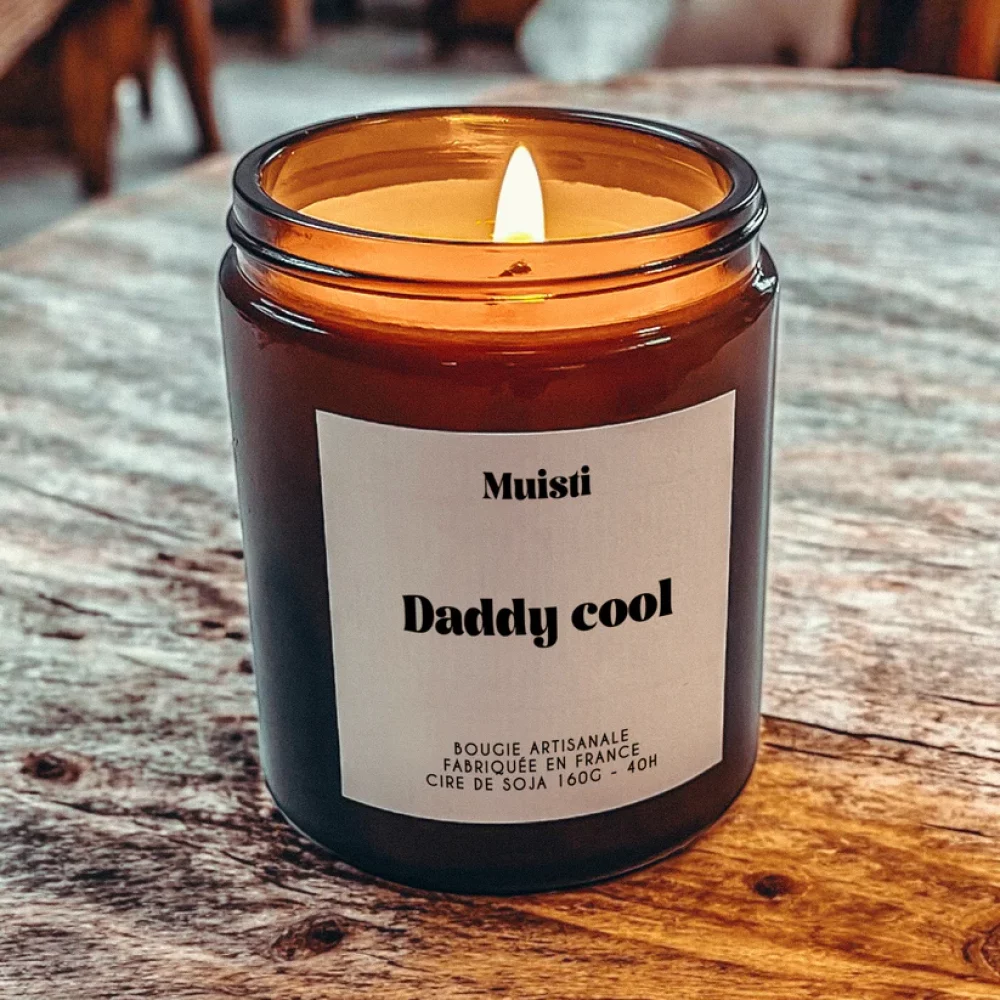 Muisti
Daddy cool
BOUGIE ARTISANALE
FABRIQUÉE EN FRANCE
CIRE DE SOJA 160G - 40H